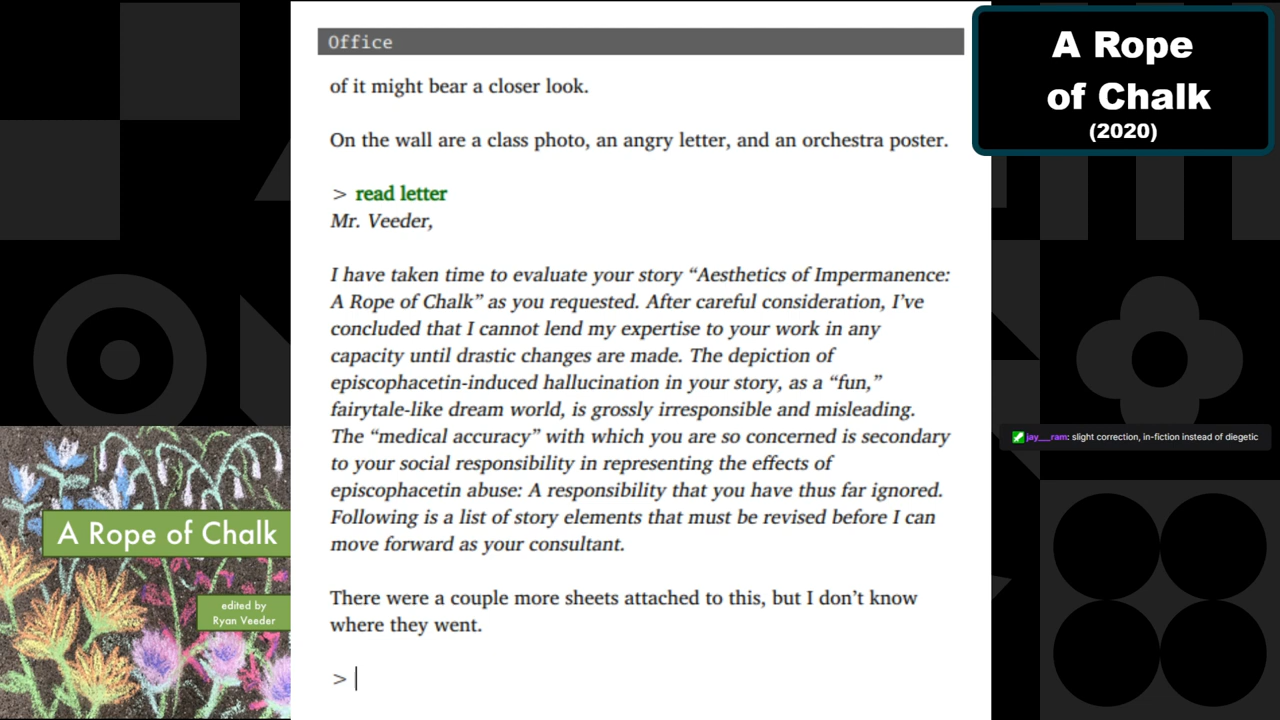 Office
of it might bear a closer look.
On the wall are a class photo, an angry letter, and an orchestra poster.
> read letter
Mr. Veeder,
I have taken time to evaluate your story “Aesthetics of Impermanence:
A Rope of Chalk” as you requested. After careful consideration, I’ve
concluded that I cannot lend my expertise to your work in any
capacity until drastic changes are made. The depiction of
episcophacetin-induced hallucination in your story, as a “fun,”
fairytale-like dream world, is grossly irresponsible and misleading.
The “medical accuracy” with which you are so concerned is secondary
to your social responsibility in representing the effects of
episcophacetin abuse: A responsibility that you have thus far ignored.
Following is a list of story elements that must be revised before I can
move forward as your consultant.
There were a couple more sheets attached to this, but I don’t know
where they went.
>
A Rope
of Chalk
(2020)
jay___ram: slight correction, in-fiction instead of diegetic
A Rope of Chalk
edited by
Ryan Veeder